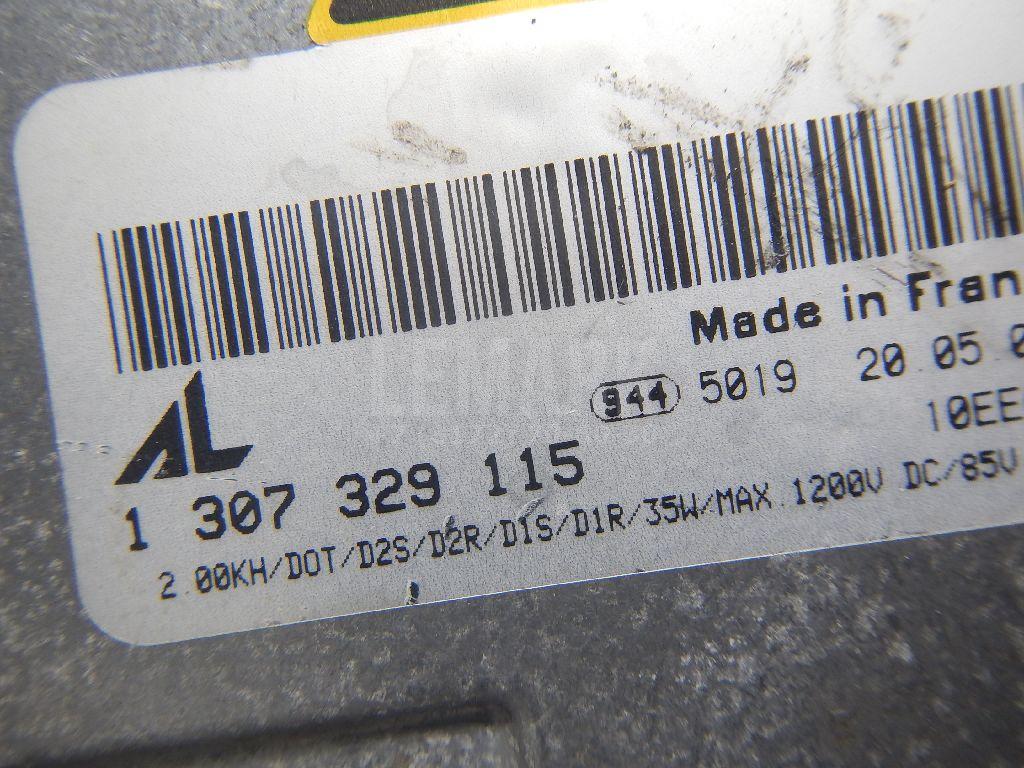 Made in Fran
944 5019 20.05.0
10EE
AL
1 307 329 115
2.00KH/DOT/D2S/D2R/D1S/D1R/35W/MAX.1200V DC/85V